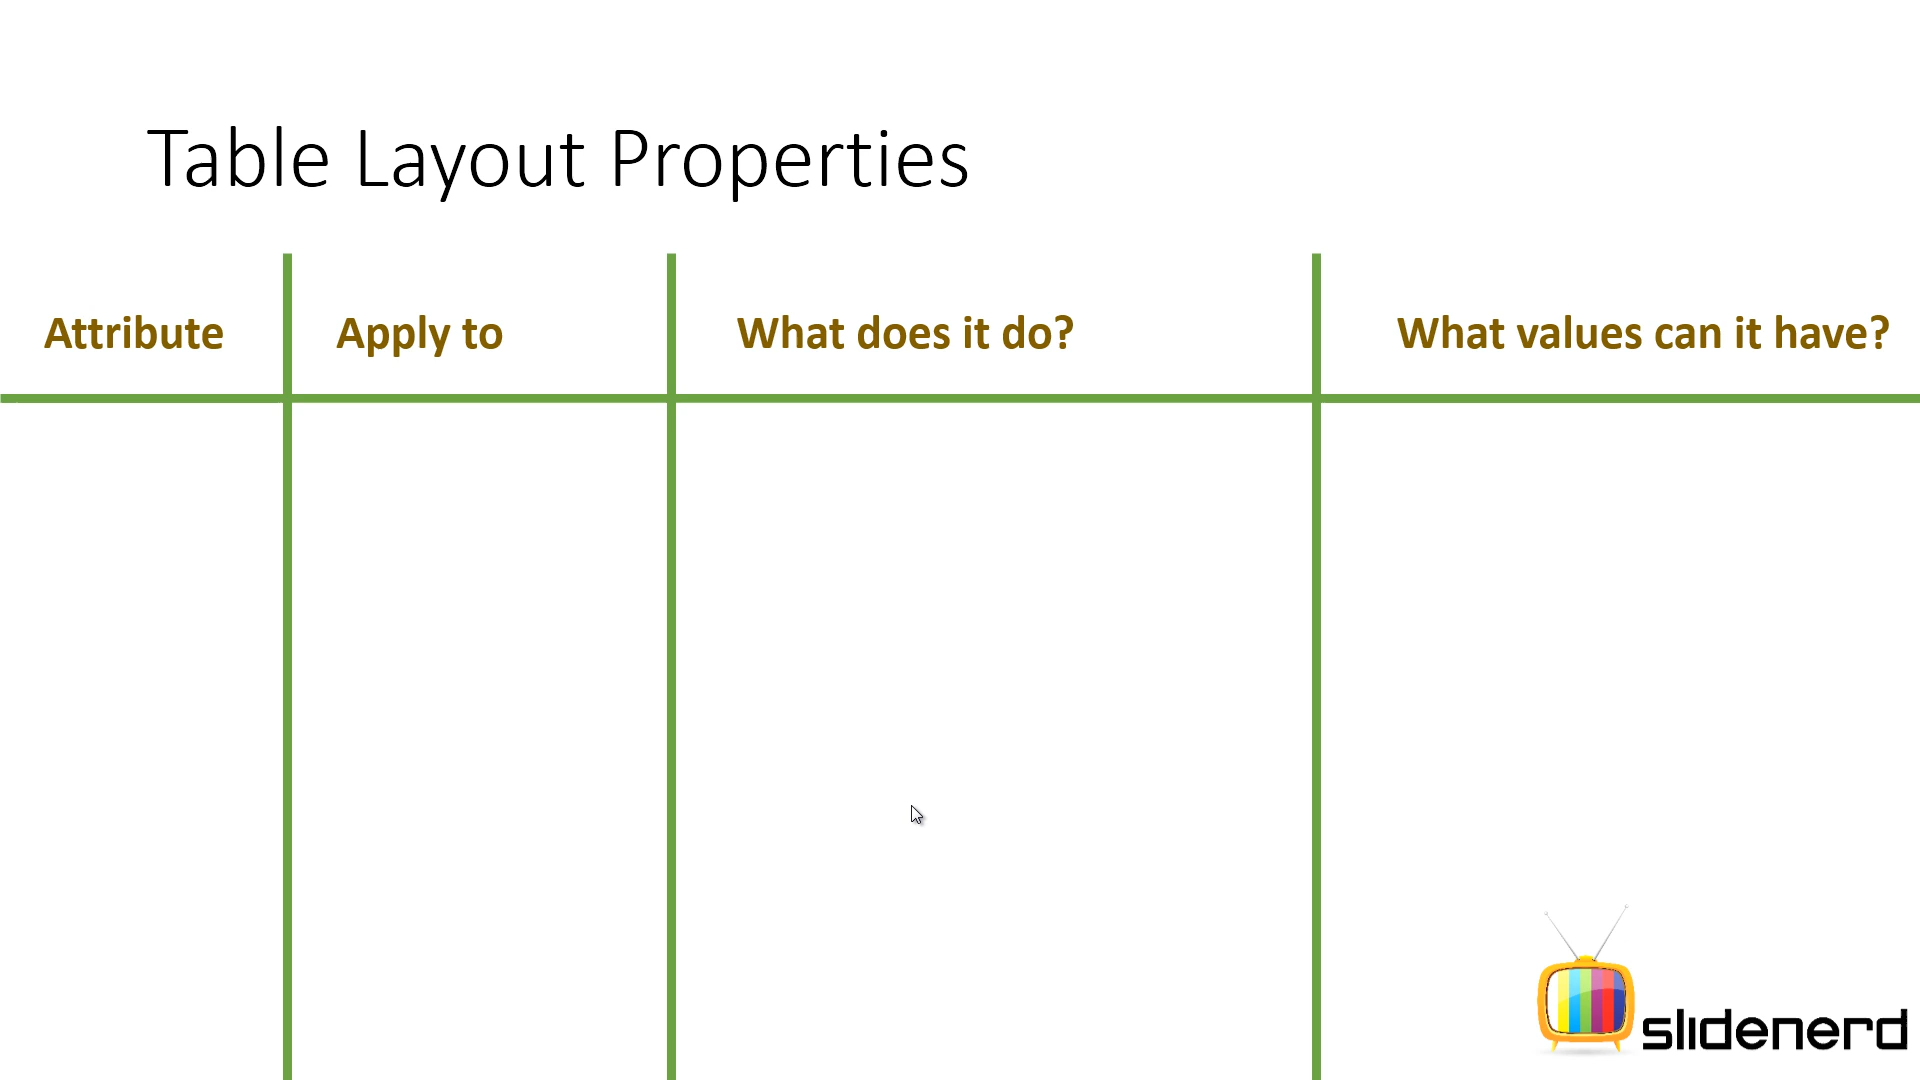 Table Layout Properties
Attribute
Apply to
What does it do?
What values can it have?
slidenerd